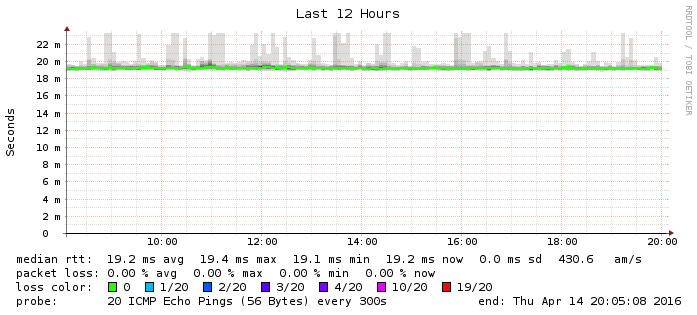 Last 12 Hours
RRDTOOL / TOBI OETIKER
Seconds
22 m
20 m
18 m
16 m
14 m
12 m
10 m
8 m
6 m
4 m
2 m
0
10:00 12:00 14:00 16:00 18:00 20:00
median rtt: 19.2 ms avg 19.4 ms max 19.1 ms min 19.2 ms now 0.0 ms sd 430.6 am/s
packet loss: 0.00 % avg 0.00 % max 0.00 % min 0.00 % now
loss color: 0 1/20 2/20 3/20 4/20 10/20 19/20
probe: 20 ICMP Echo Pings (56 Bytes) every 300s end: Thu Apr 14 20:05:08 2016